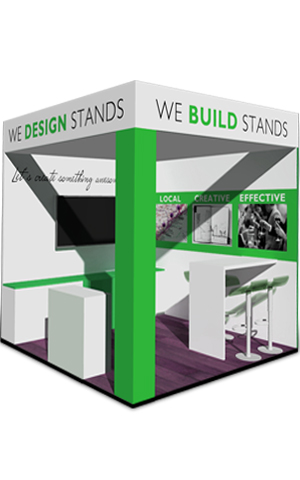 WE DESIGN STANDS
WE BUILD STANDS
Let's create something awesome
LOCAL
CREATIVE
EFFECTIVE